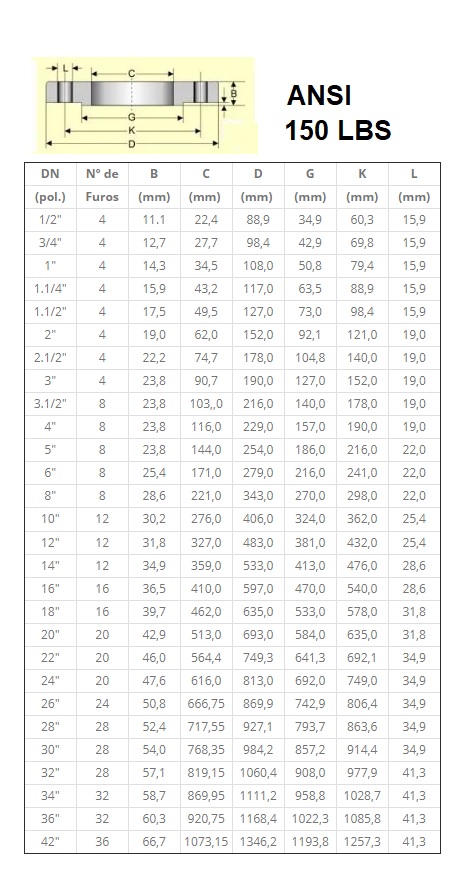 L
C
B
G
K
D
ANSI
150 LBS
DN N° de B C D G K L
(pol.) Furos (mm) (mm) (mm) (mm) (mm) (mm)
1/2" 4 11.1 22,4 88,9 34,9 60,3 15,9
3/4" 4 12,7 27,7 98,4 42,9 69,8 15,9
1" 4 14,3 34,5 108,0 50,8 79,4 15,9
1.1/4" 4 15,9 43,2 117,0 63,5 88,9 15,9
1.1/2" 4 17,5 49,5 127,0 73,0 98,4 15,9
2" 4 19,0 62,0 152,0 92,1 121,0 19,0
2.1/2" 4 22,2 74,7 178,0 104,8 140,0 19,0
3" 4 23,8 90,7 190,0 127,0 152,0 19,0
3.1/2" 8 23,8 103,,0 216,0 140,0 178,0 19,0
4" 8 23,8 116,0 229,0 157,0 190,0 19,0
5" 8 23,8 144,0 254,0 186,0 216,0 22,0
6" 8 25,4 171,0 279,0 216,0 241,0 22,0
8" 8 28,6 221,0 343,0 270,0 298,0 22,0
10" 12 30,2 276,0 406,0 324,0 362,0 25,4
12" 12 31,8 327,0 483,0 381,0 432,0 25,4
14" 12 34,9 359,0 533,0 413,0 476,0 28,6
16" 16 36,5 410,0 597,0 470,0 540,0 28,6
18" 16 39,7 462,0 635,0 533,0 578,0 31,8
20" 20 42,9 513,0 693,0 584,0 635,0 31,8
22" 20 46,0 564,4 749,3 641,3 692,1 34,9
24" 20 47,6 616,0 813,0 692,0 749,0 34,9
26" 24 50,8 666,75 869,9 742,9 806,4 34,9
28" 28 52,4 717,55 927,1 793,7 863,6 34,9
30" 28 54,0 768,35 984,2 857,2 914,4 34,9
32" 28 57,1 819,15 1060,4 908,0 977,9 41,3
34" 32 58,7 869,95 1111,2 958,8 1028,7 41,3
36" 32 60,3 920,75 1168,4 1022,3 1085,8 41,3
42" 36 66,7 1073,15 1346,2 1193,8 1257,3 41,3